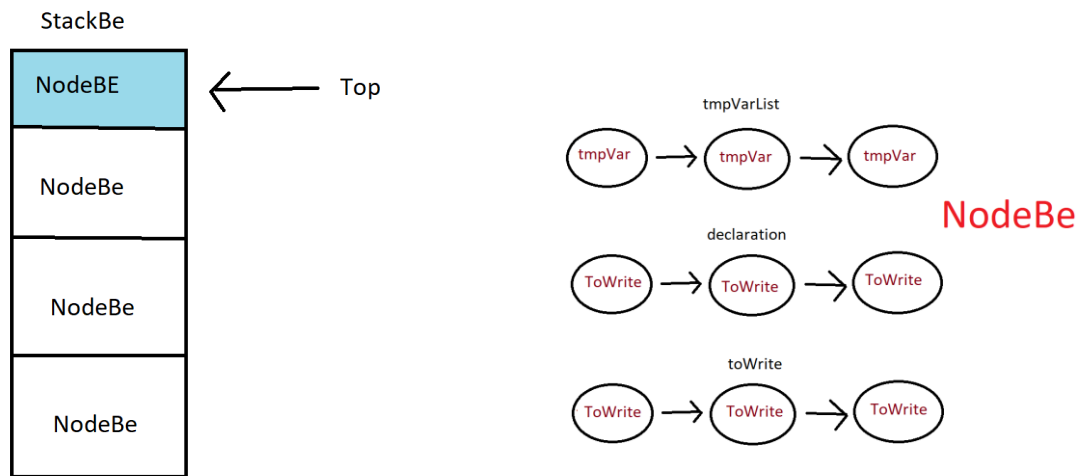 StackBe
NodeBE
Top
NodeBe
NodeBe
NodeBe
tmpVarList
tmpVar tmpVar tmpVar
NodeBe
declaration
ToWrite ToWrite ToWrite
toWrite
ToWrite ToWrite ToWrite